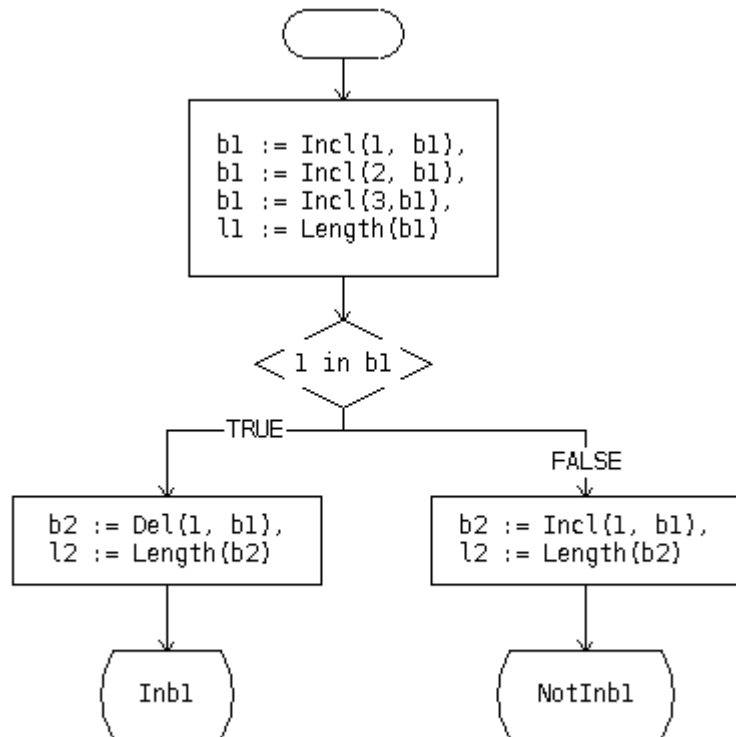 b1 := Incl(1, b1),
b1 := Incl(2, b1),
b1 := Incl(3,b1),
l1 := Length(b1)
1 in b1
TRUE
FALSE
b2 := Del(1, b1),
l2 := Length(b2)
b2 := Incl(1, b1),
l2 := Length(b2)
Inb1
NotInb1